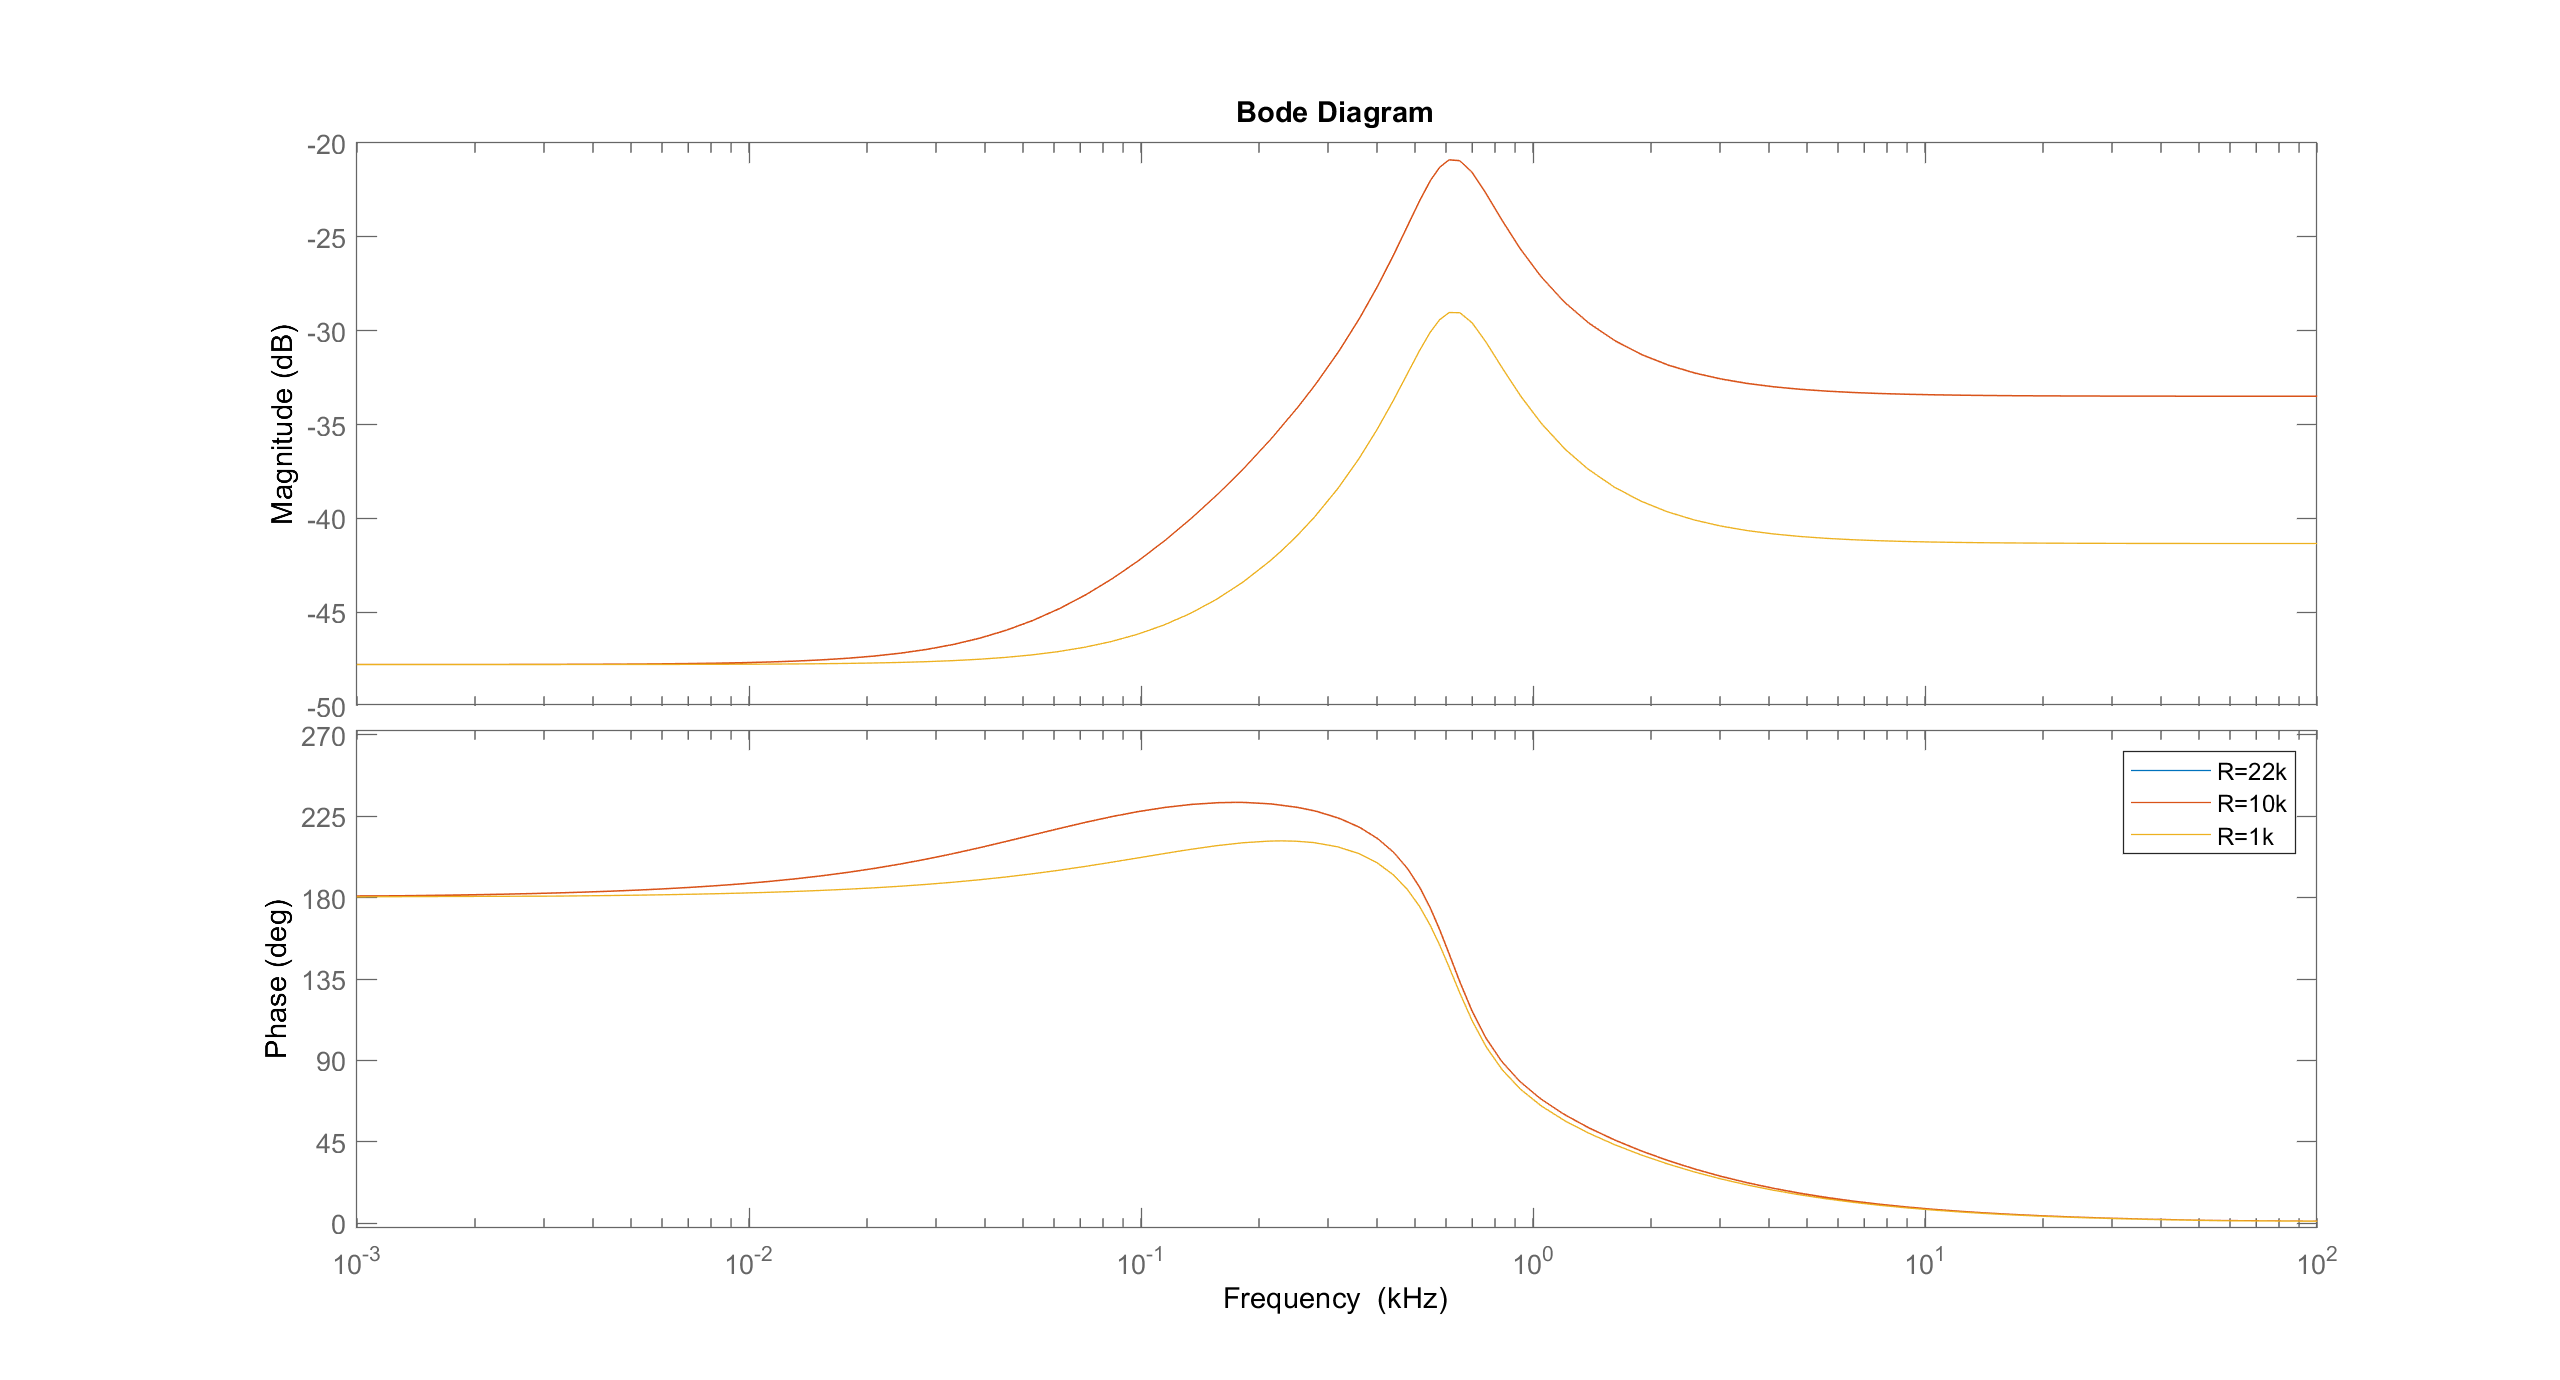 Bode Diagram
Magnitude (dB)
-20
-25
-30
-35
-40
-45
-50
Phase (deg)
270
225
180
135
90
45
0
R=22k
R=10k
R=1k
10^-3
10^-2
10^-1
10^0
10^1
10^2
Frequency (kHz)